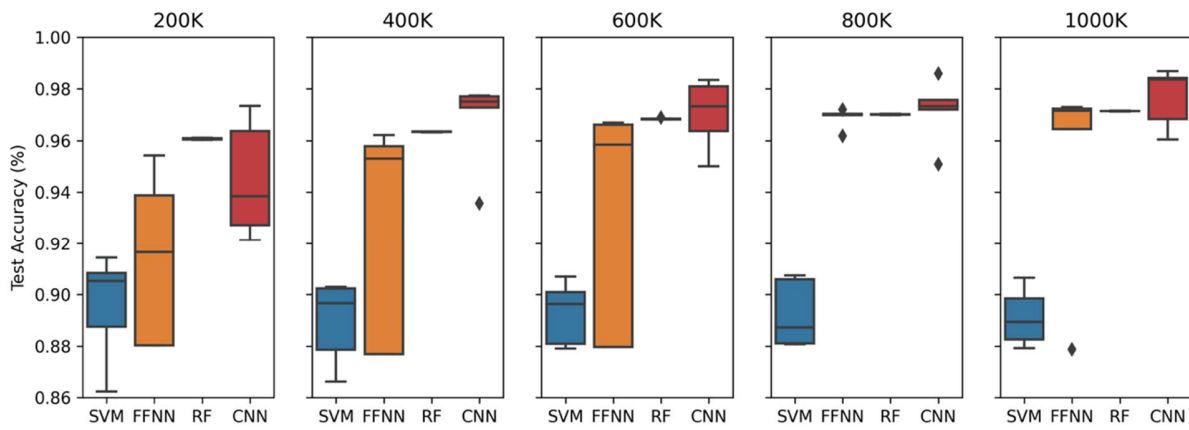 200K 400K 600K 800K 1000K
Test Accuracy (%)
1.00
0.98
0.96
0.94
0.92
0.90
0.88
0.86
SVM FFNN RF CNN SVM FFNN RF CNN SVM FFNN RF CNN SVM FFNN RF CNN SVM FFNN RF CNN